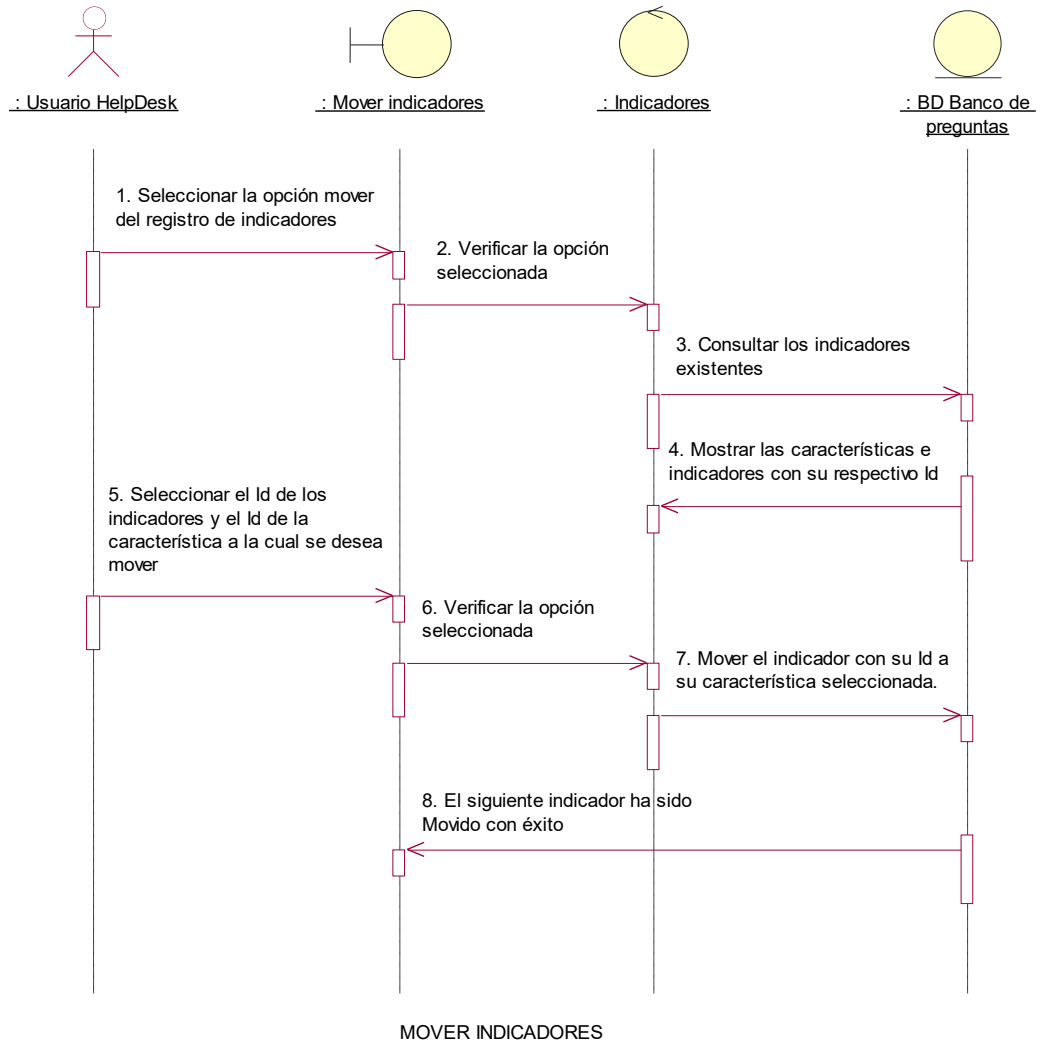 : Usuario HelpDesk
: Mover indicadores
: Indicadores
: BD Banco de
preguntas
1. Seleccionar la opción mover
del registro de indicadores
2. Verificar la opción
seleccionada
3. Consultar los indicadores
existentes
4. Mostrar las características e
indicadores con su respectivo Id
5. Seleccionar el Id de los
indicadores y el Id de la
característica a la cual se desea
mover
6. Verificar la opción
seleccionada
7. Mover el indicador con su Id a
su característica seleccionada.
8. El siguiente indicador ha sido
Movido con éxito
MOVER INDICADORES